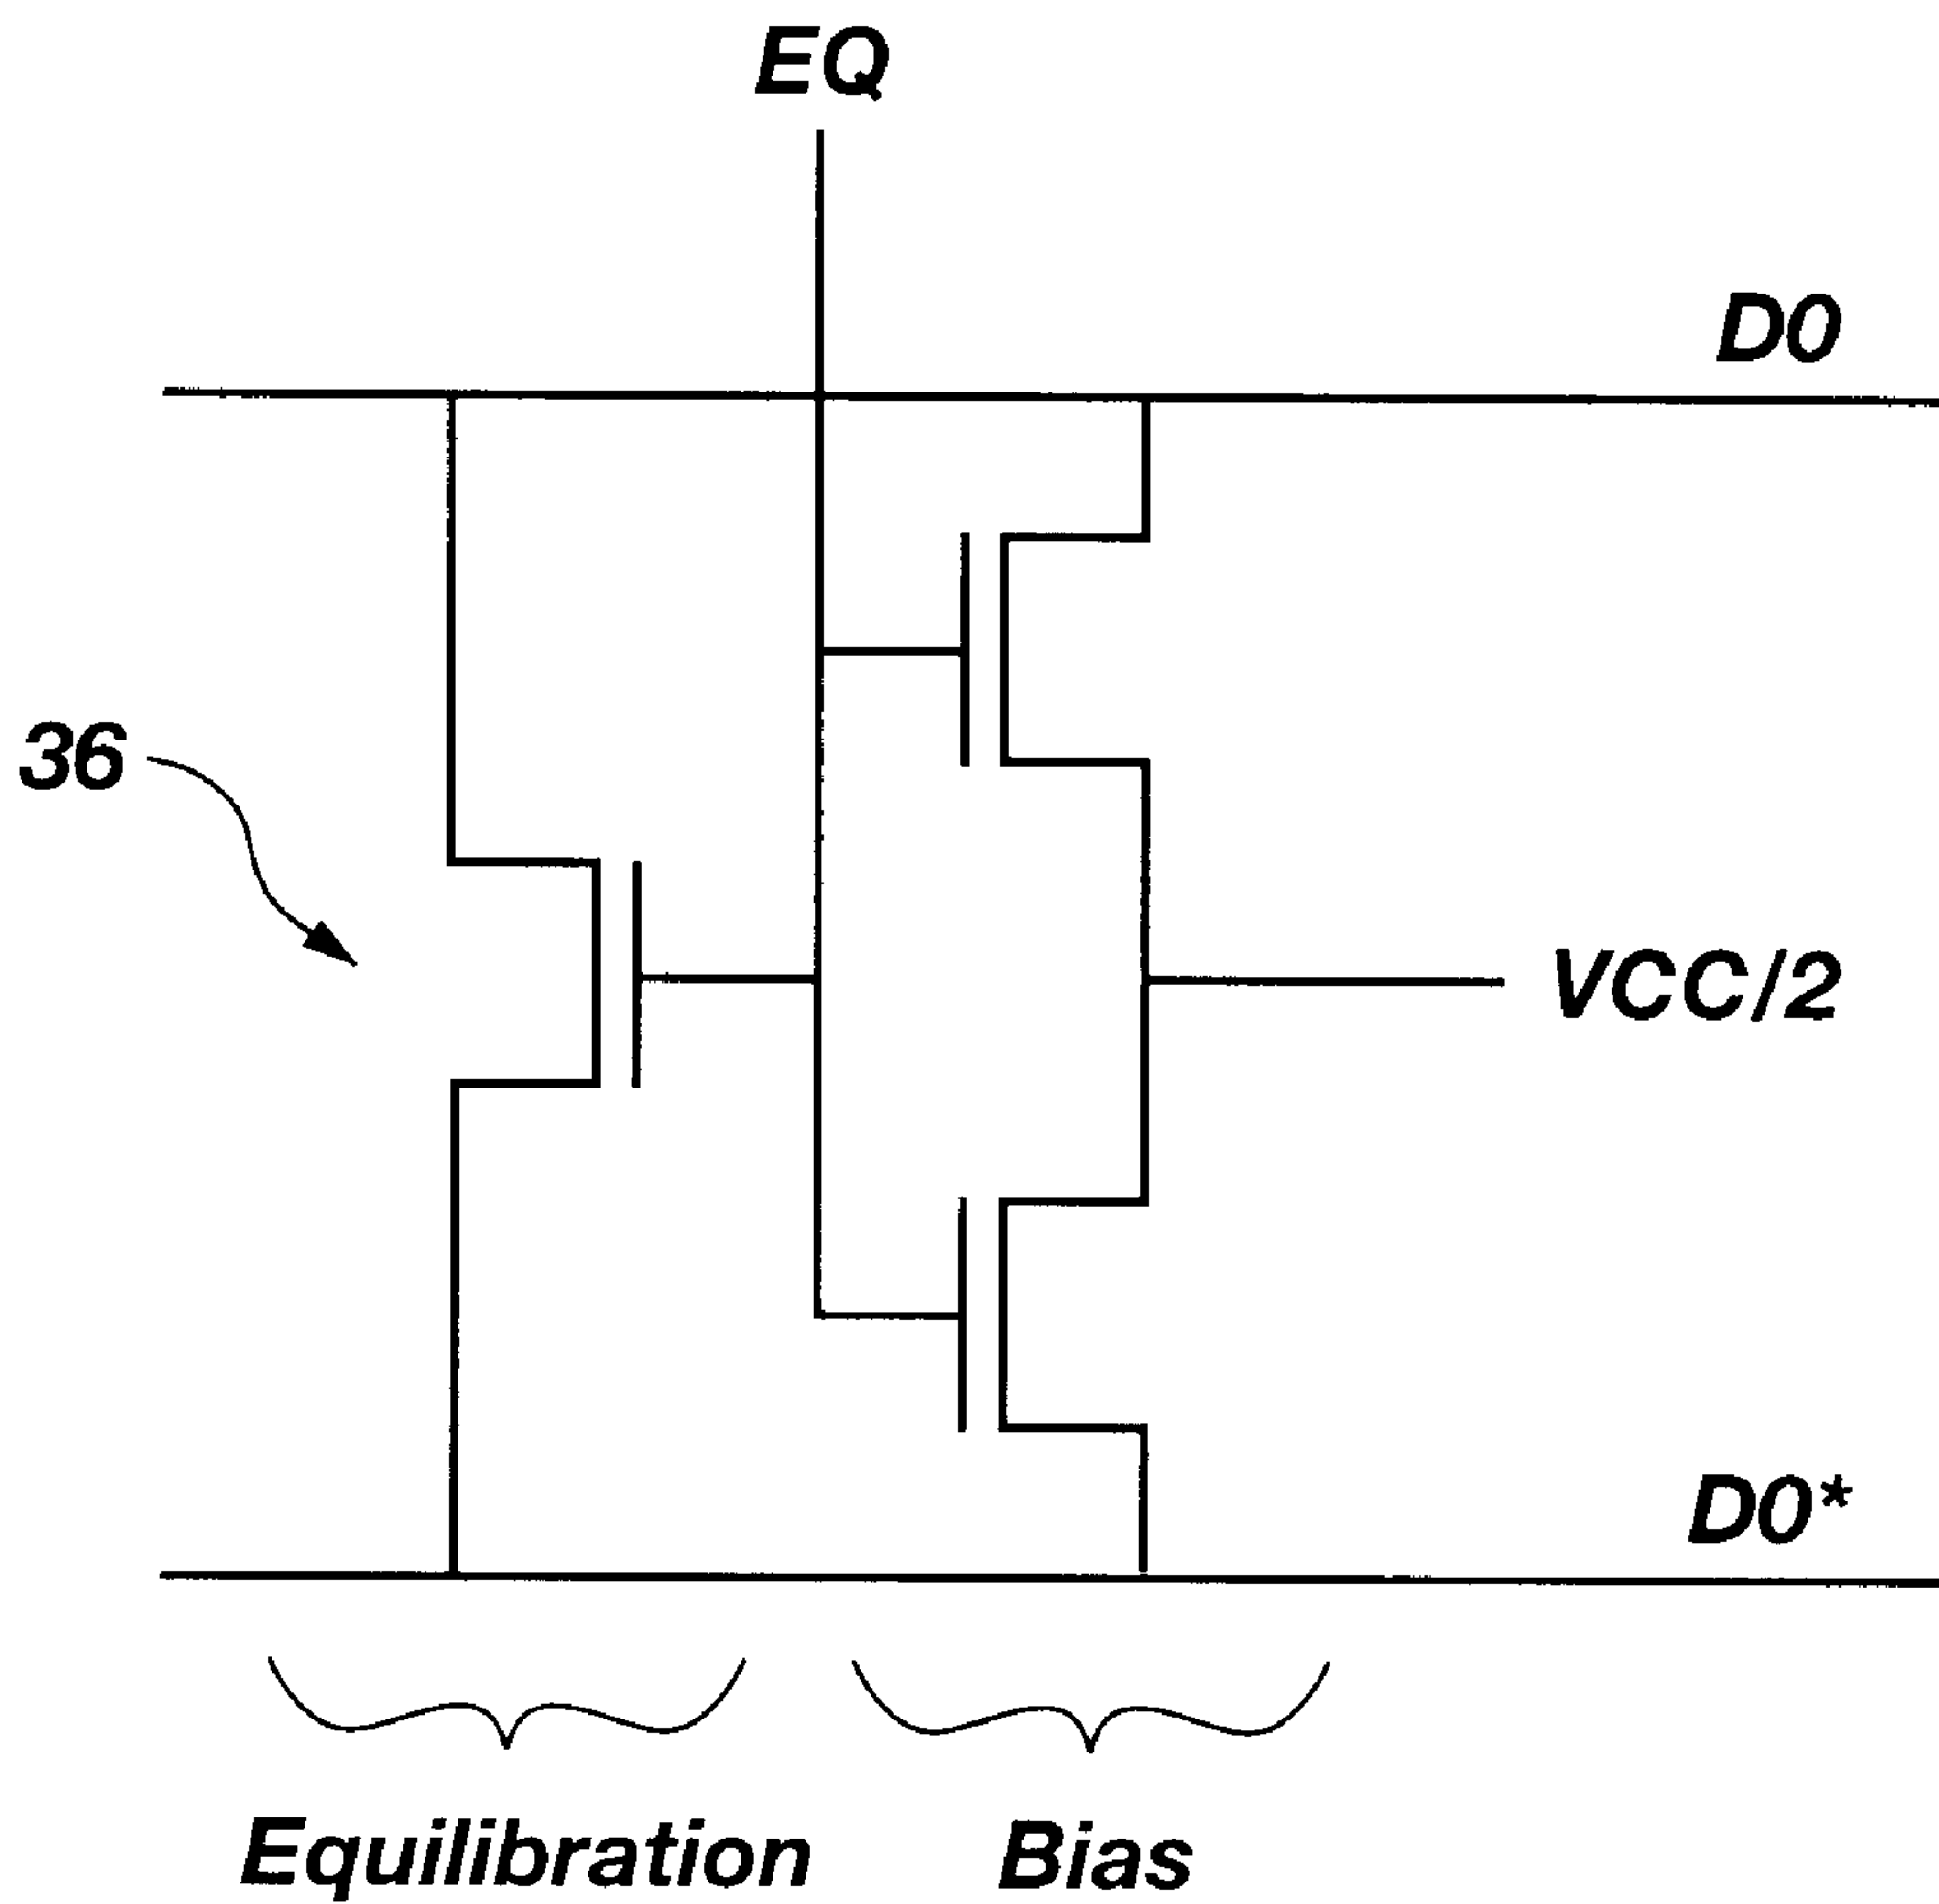 EQ
D0
36
VCC/2
D0*
Equilibration
Bias